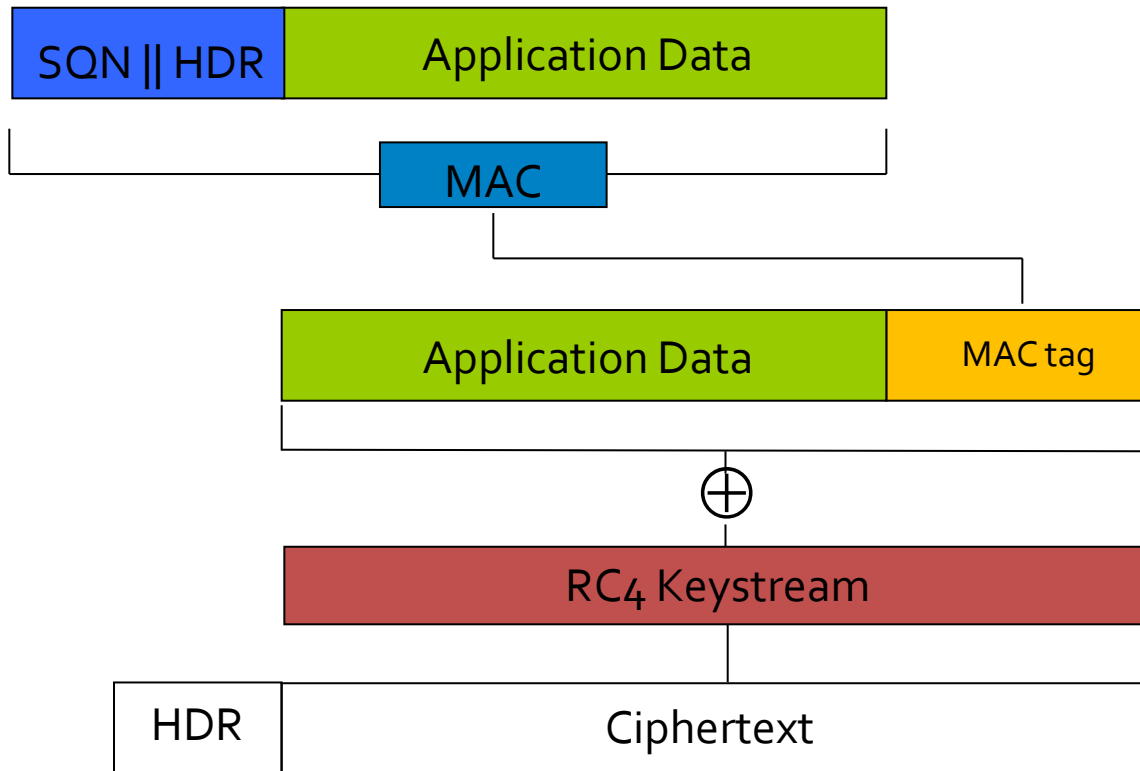 SQN || HDR
Application Data
MAC
Application Data
MAC tag
RC4 Keystream
HDR
Ciphertext